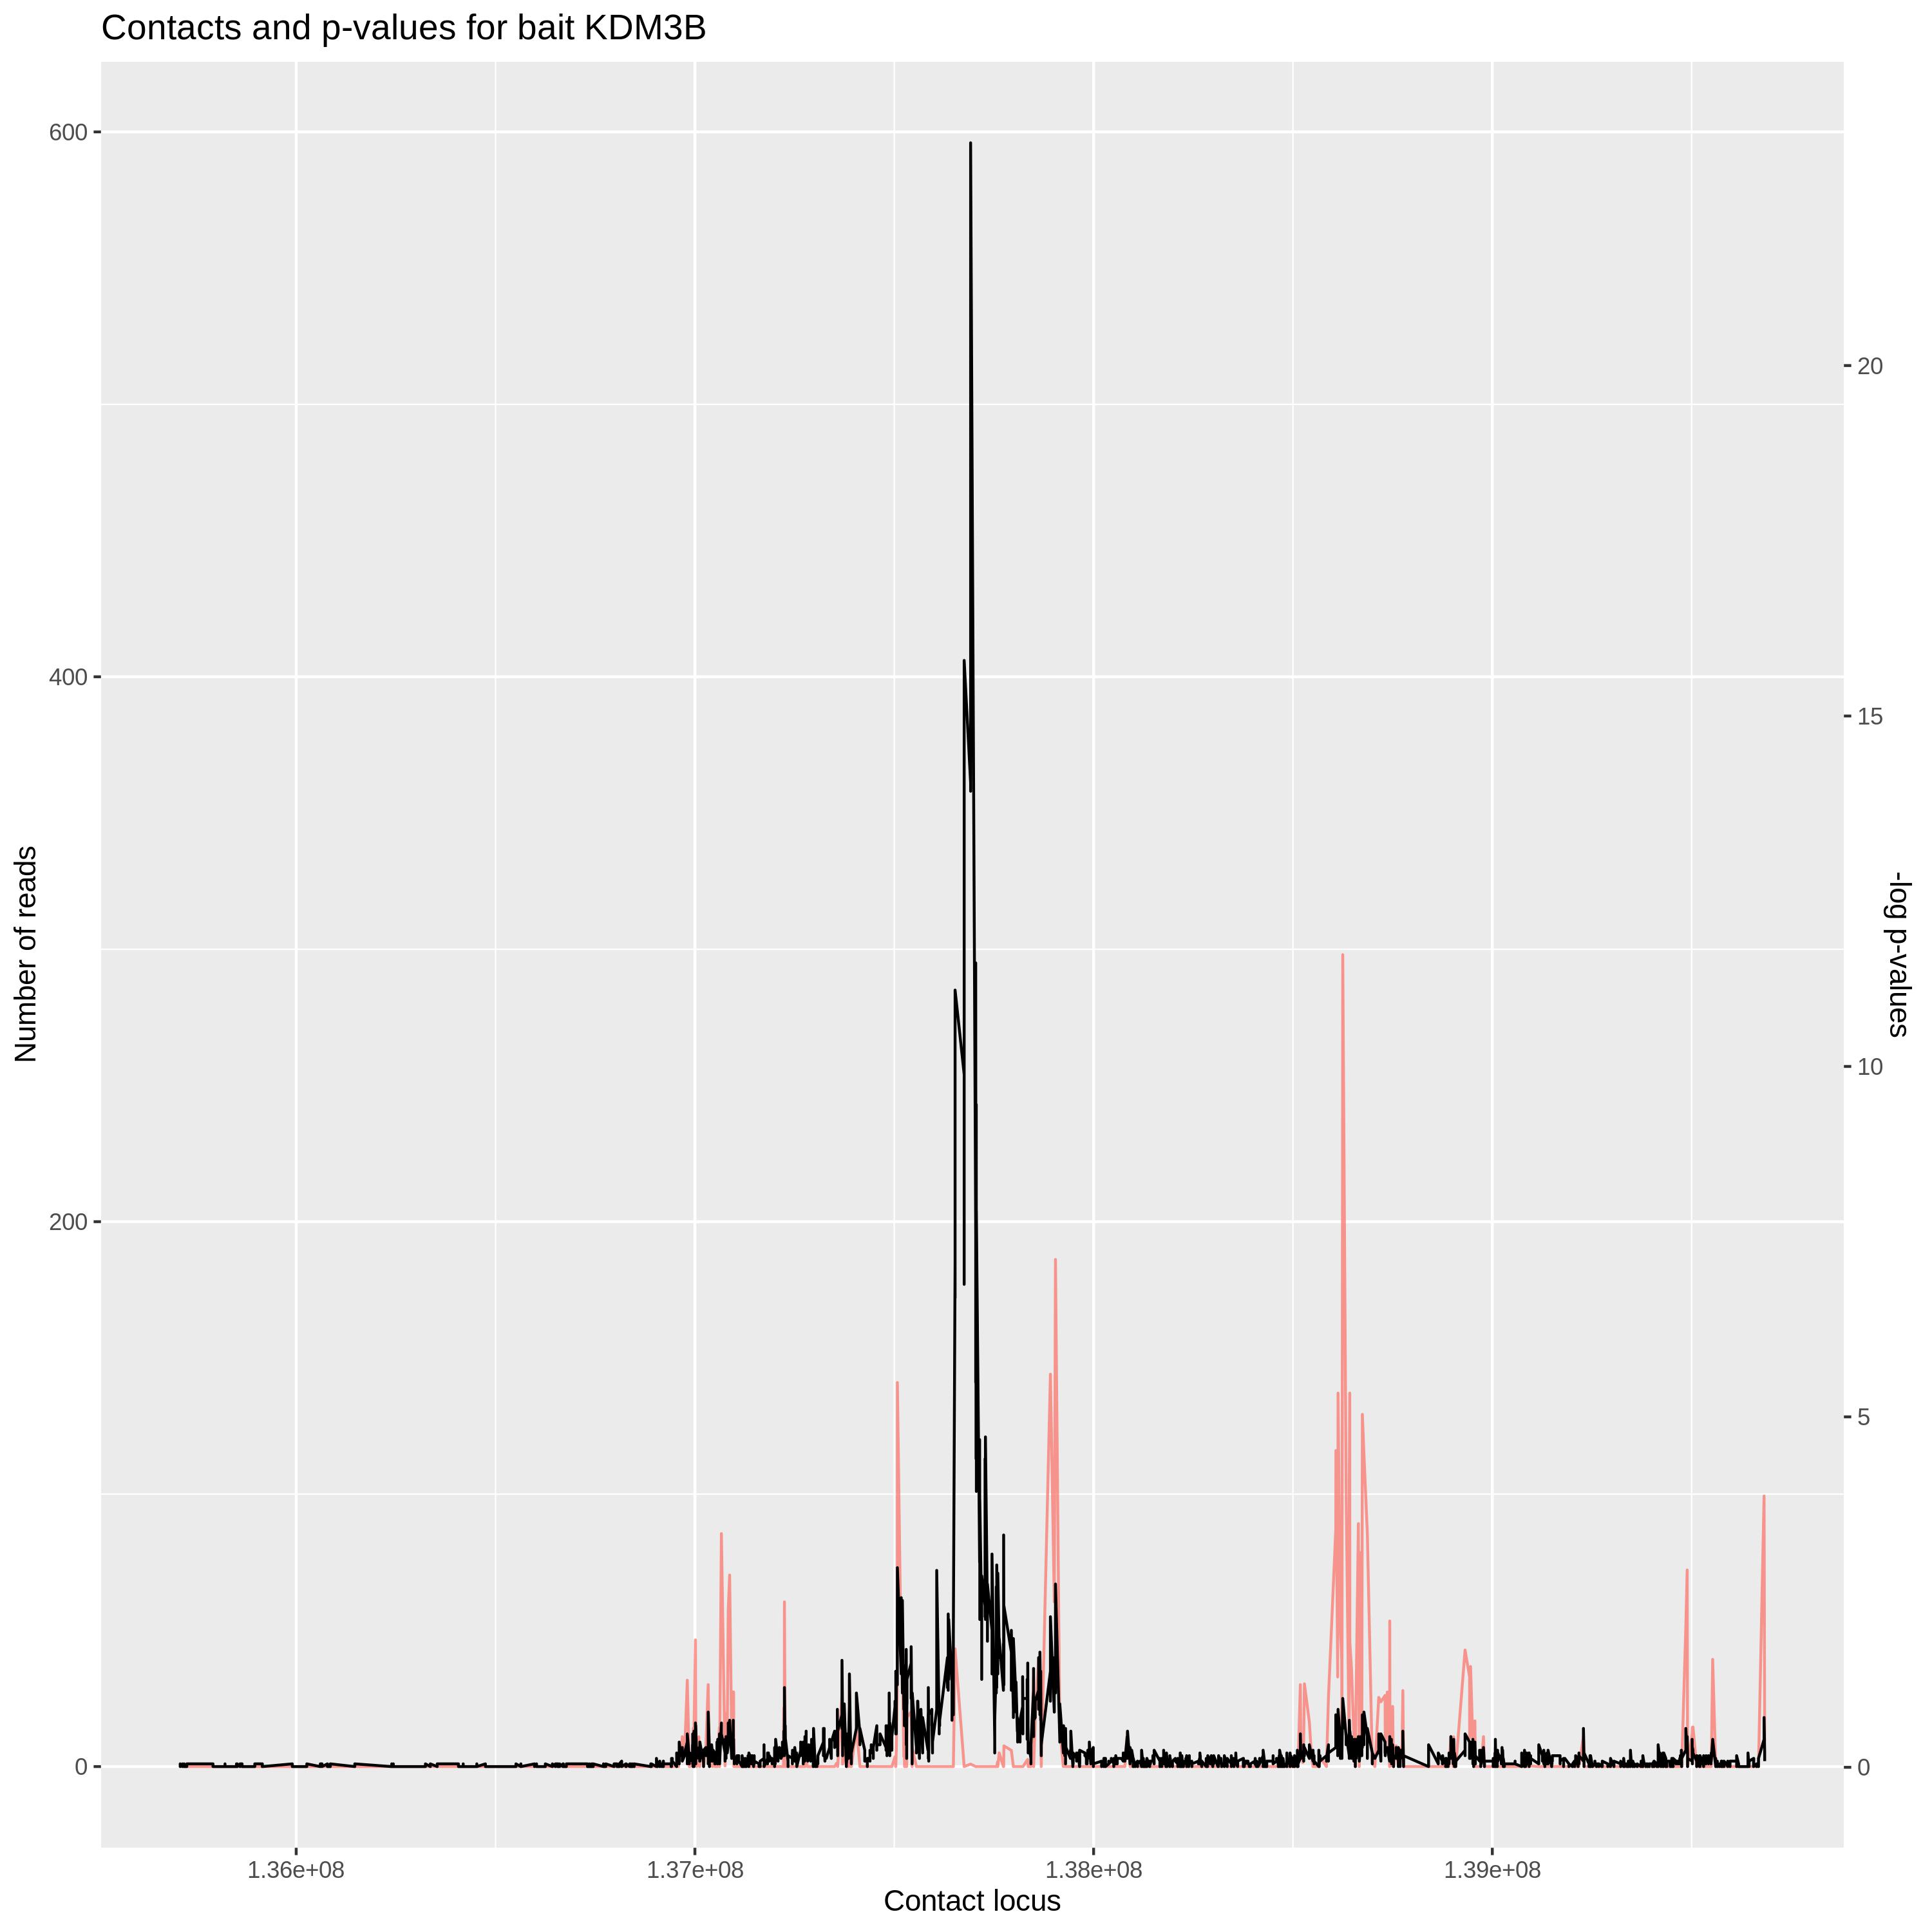 Contacts and p-values for bait KDM3B
600
400
200
0
Number of reads
20
15
10
5
0
-log p-values
1.36e+08 1.37e+08 1.38e+08 1.39e+08
Contact locus